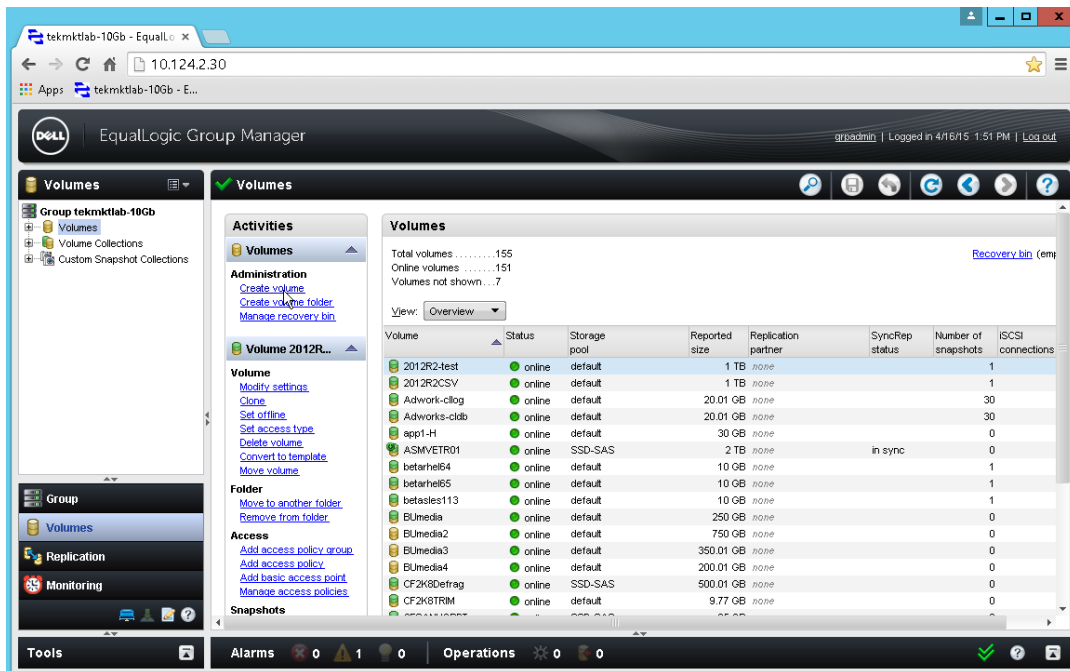 tekmktlab-10Gb - EqualLo
10.124.2.30
Apps tekmktlab-10Gb - E...
DELL EqualLogic Group Manager grpadmin | Logged in 4/16/15 1:51 PM | Log out
Volumes
Group tekmktlab-10Gb
Volumes
Volume Collections
Custom Snapshot Collections
Group
Volumes
Replication
Monitoring
Tools
Volumes
Activities
Volumes
Administration
Create volume
Create volume folder
Manage recovery bin
Volume 2012R...
Volume
Modify settings
Clone
Set offline
Set access type
Delete volume
Convert to template
Move volume
Folder
Move to another folder
Remove from folder
Access
Add access policy group
Add access policy
Add basic access point
Manage access policies
Snapshots
Volumes
Total volumes .........155
Online volumes .......151
Volumes not shown...7
Recovery bin (emp
View: Overview
Volume Status Storage pool Reported size Replication partner SyncRep status Number of snapshots iSCSI connections
2012R2-test online default 1 TB none 1
2012R2CSV online default 1 TB none 1
Adwork-cllog online default 20.01 GB none 30
Adworks-cldb online default 20.01 GB none 30
app1-H online default 30 GB none 0
ASMVETR01 online SSD-SAS 2 TB none in sync 0
betarhel64 online default 10 GB none 1
betarhel65 online default 10 GB none 1
betasles113 online default 10 GB none 1
BUmedia online default 250 GB none 0
BUmedia2 online default 750 GB none 0
BUmedia3 online default 350.01 GB none 0
BUmedia4 online default 200.01 GB none 0
CF2K8Defrag online SSD-SAS 500.01 GB none 0
CF2K8TRIM online default 9.77 GB none 0
Alarms 0 1 0 Operations 0 0